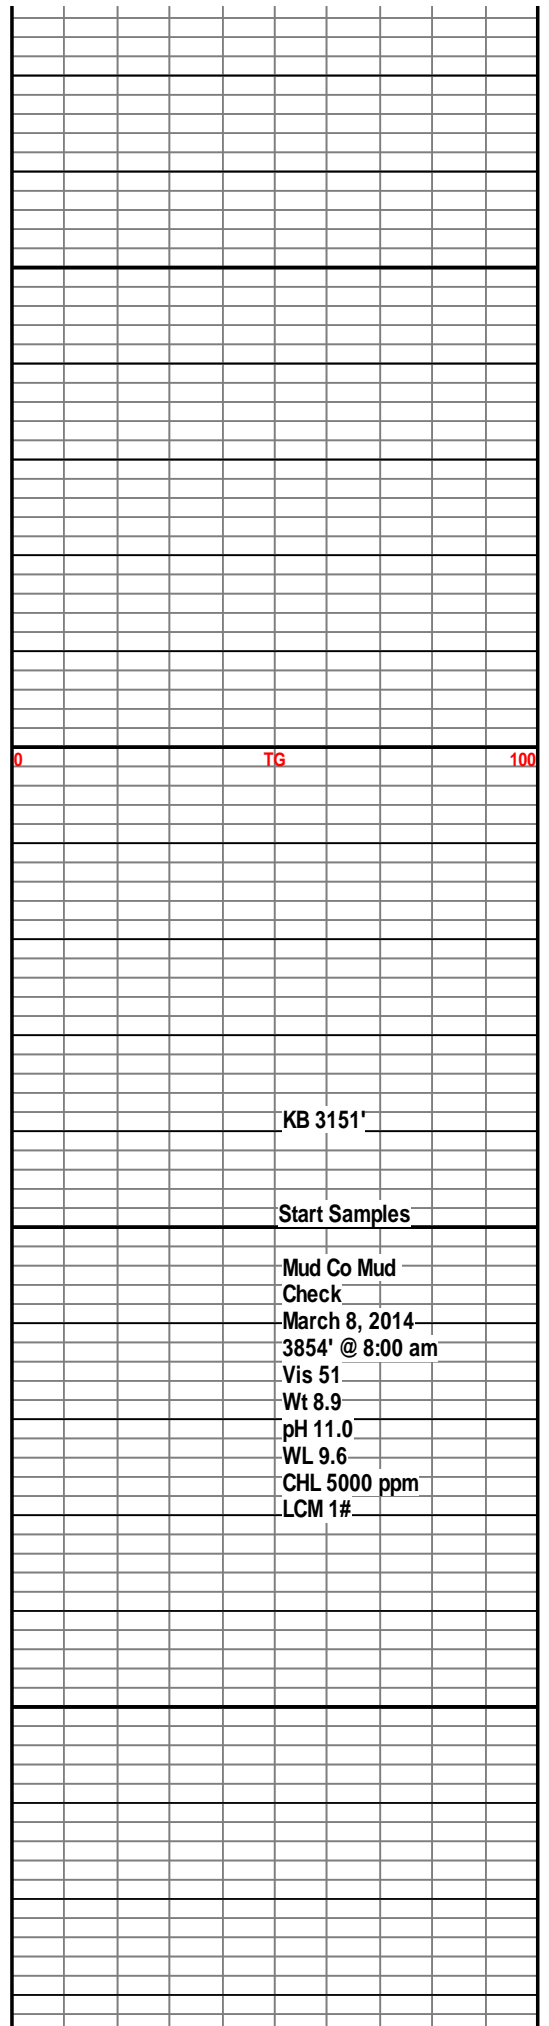 0 TG 100
KB 3151'
Start Samples
Mud Co Mud
Check
March 8, 2014
3854' @ 8:00 am
Vis 51
Wt 8.9
pH 11.0
WL 9.6
CHL 5000 ppm
LCM 1#